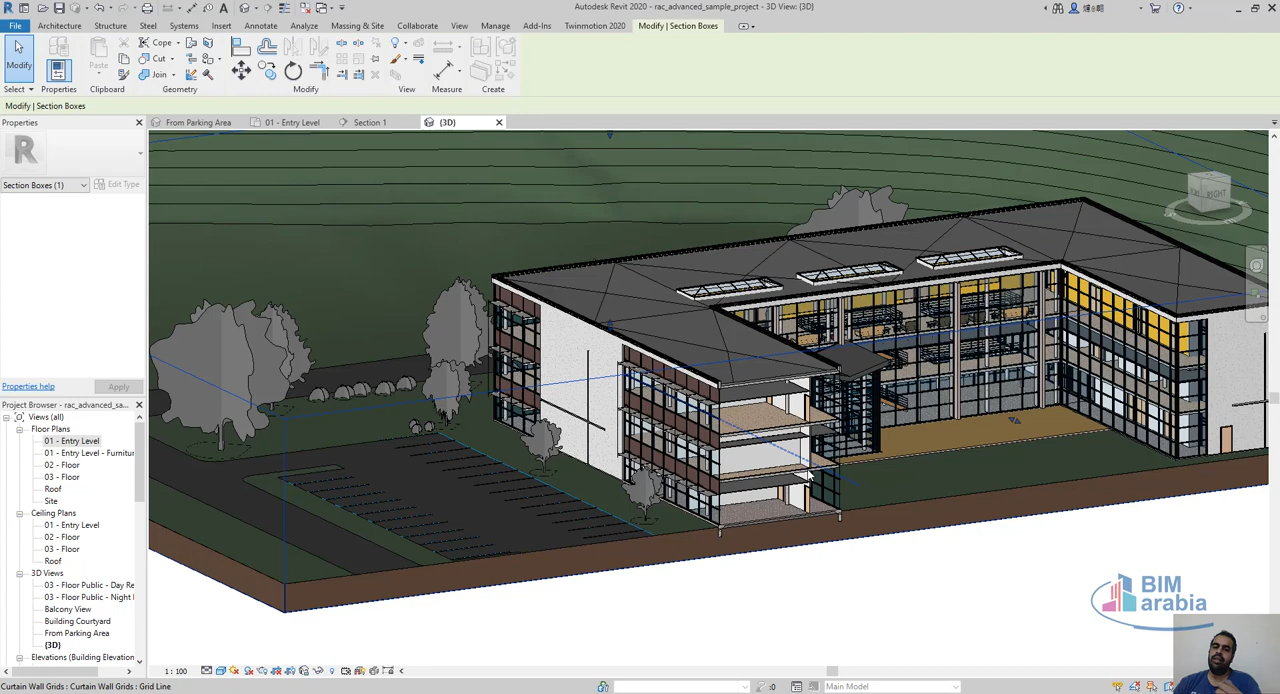 Autodesk Revit 2020 - rac_advanced_sample_project - 3D View: {3D}
File Architecture Structure Steel Systems Insert Annotate Analyze Massing & Site Collaborate View Manage Add-Ins Twinmotion 2020 Modify | Section Boxes
Modify
Paste
Cope
Cut
Join
Select Properties Clipboard Geometry Modify View Measure Create
Modify | Section Boxes
Properties
From Parking Area
01 - Entry Level
Section 1
{3D}
R
Section Boxes (1)
Edit Type
RIGHT
Properties help
Apply
Project Browser - rac_advanced_sa...
Views (all)
Floor Plans
01 - Entry Level
01 - Entry Level - Furnitur
02 - Floor
03 - Floor
Roof
Site
Ceiling Plans
01 - Entry Level
02 - Floor
03 - Floor
Roof
3D Views
03 - Floor Public - Day Re
03 - Floor Public - Night
Balcony View
Building Courtyard
From Parking Area
{3D}
Elevations (Building Elevation
BIM
arabia
1 : 100
Curtain Wall Grids : Curtain Wall Grids : Grid Line
:0
Main Model